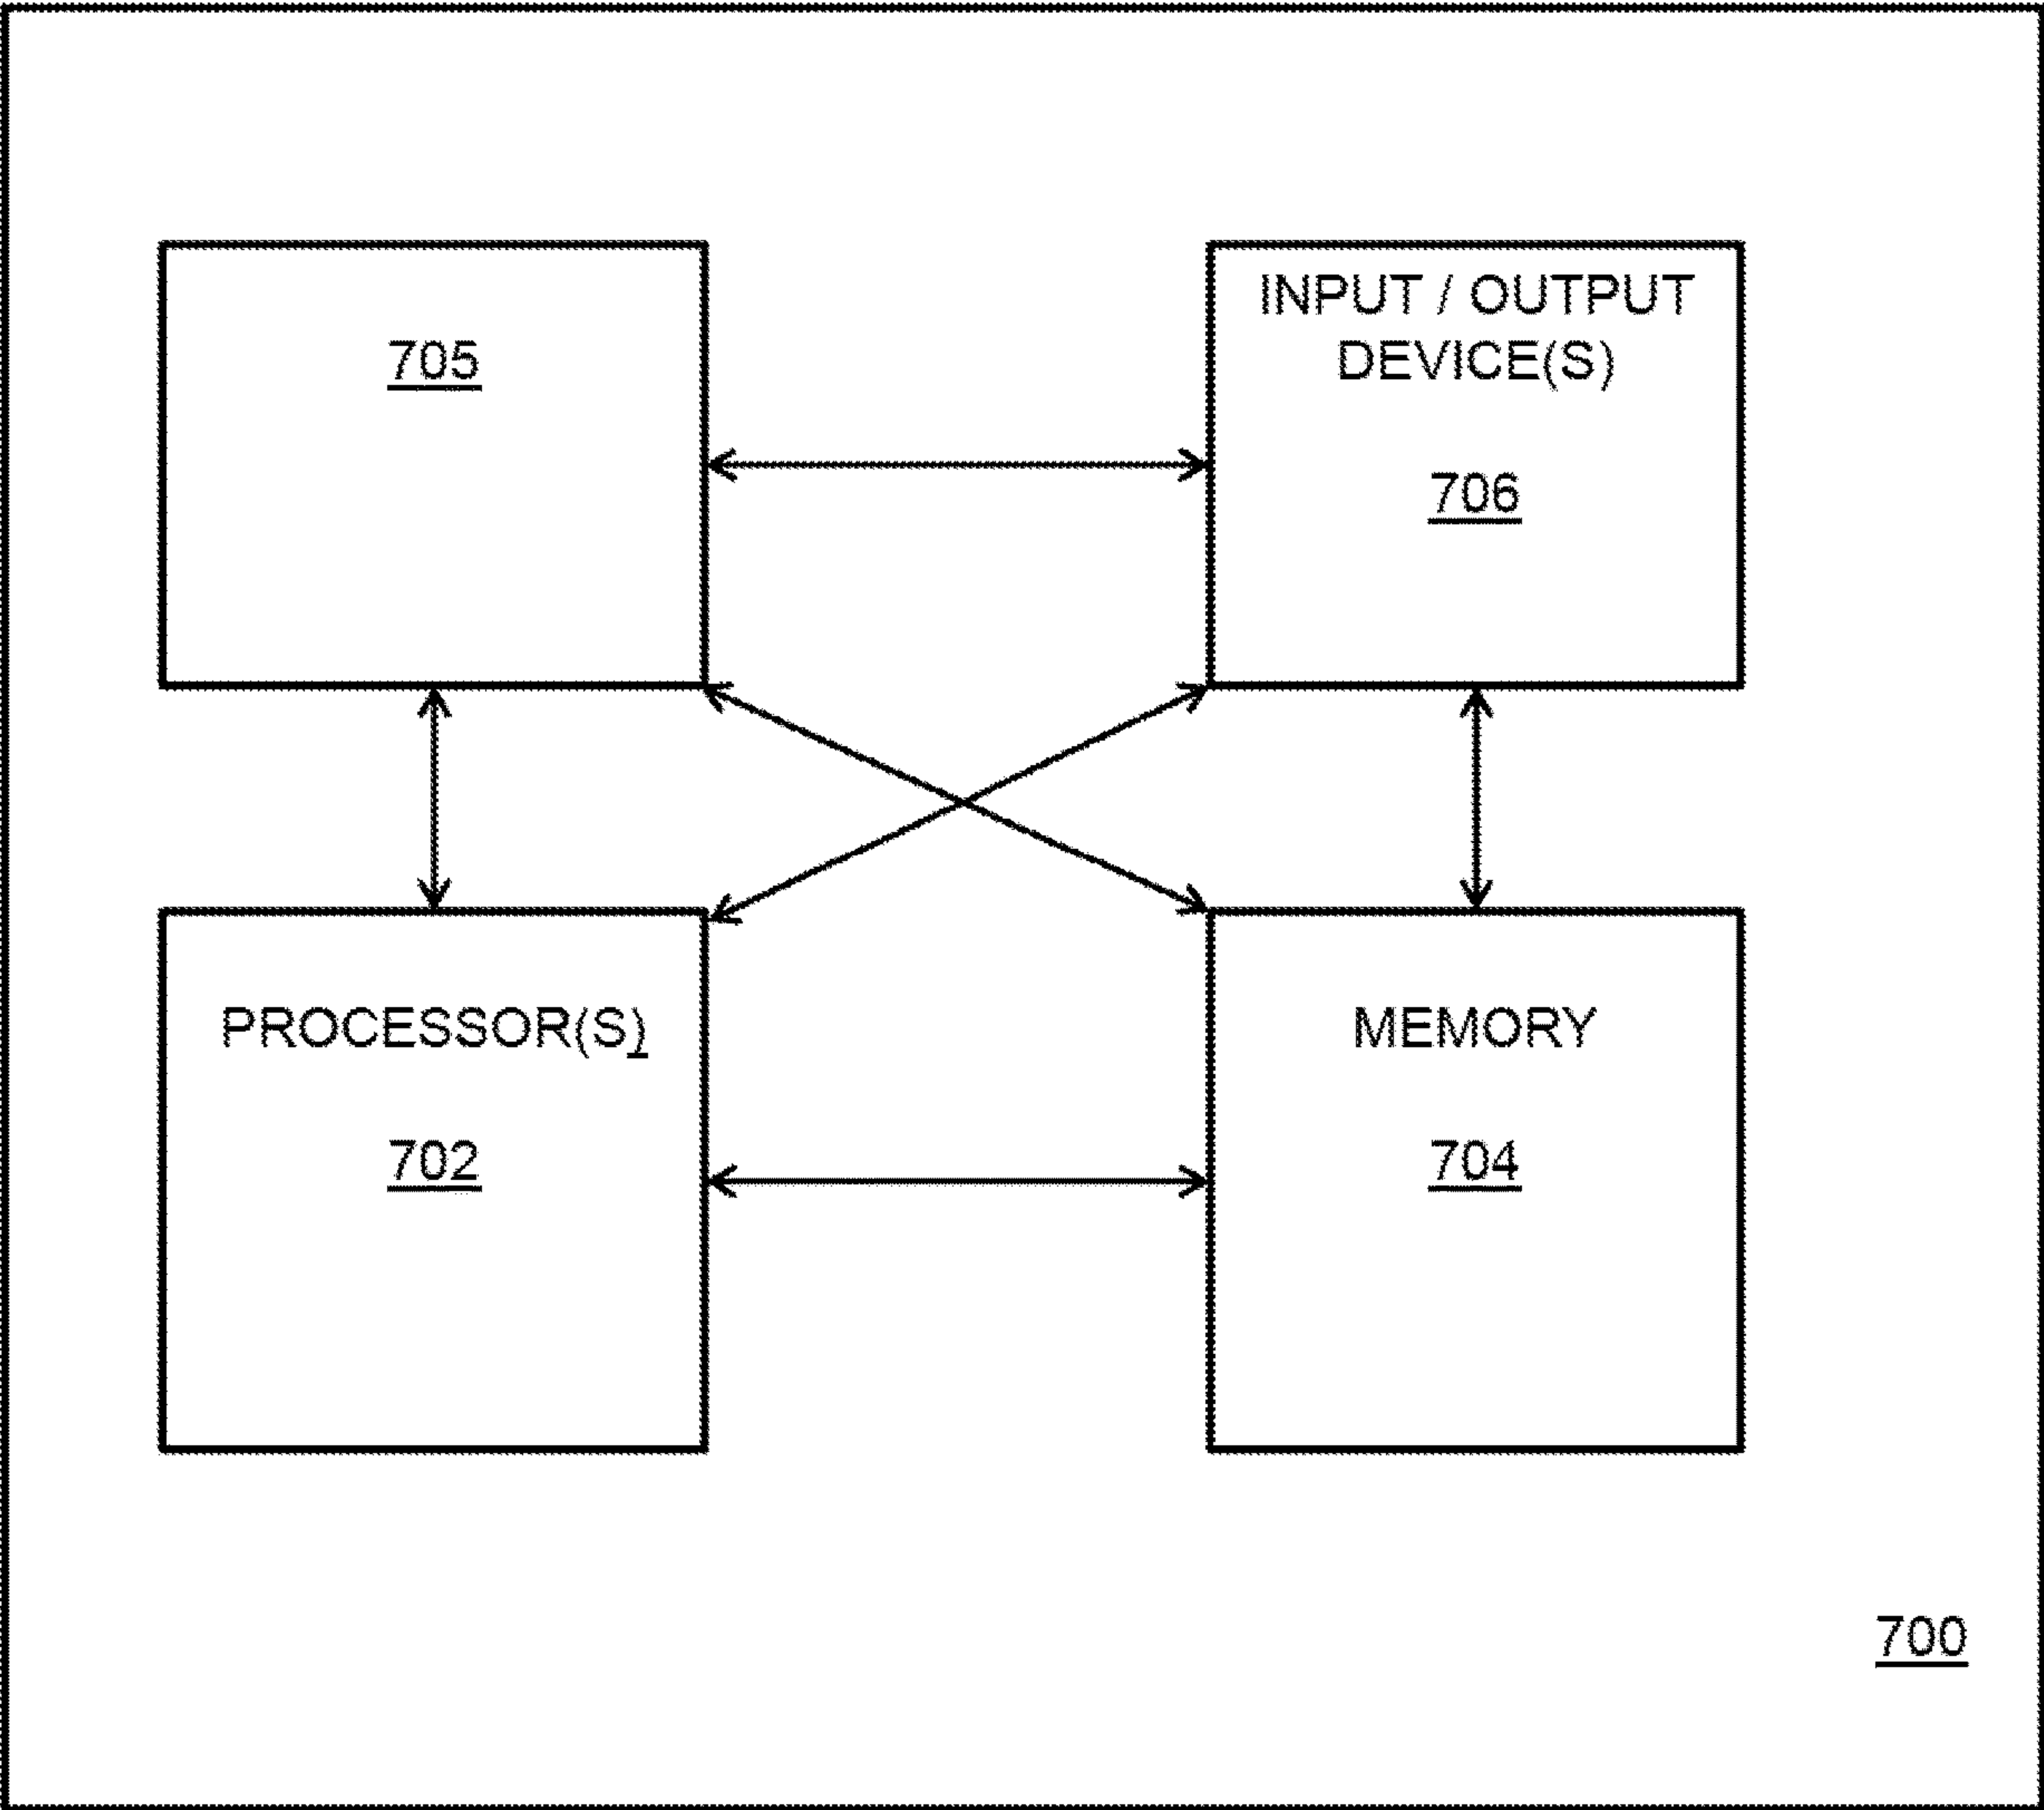 705
INPUT / OUTPUT
DEVICE(S)
706
PROCESSOR(S)
702
MEMORY
704
700